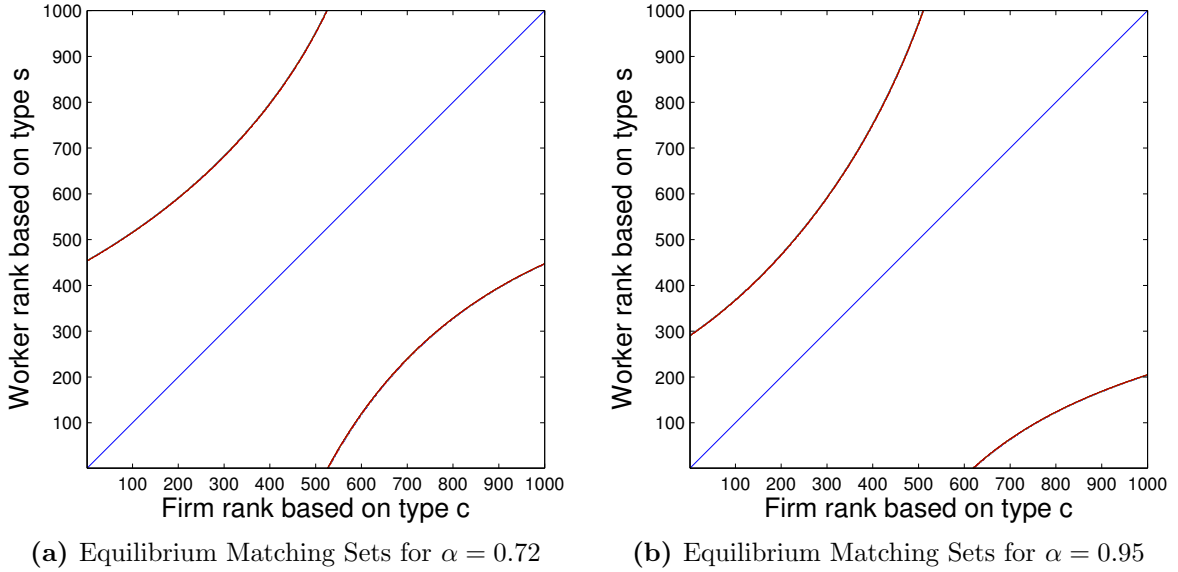 1000
900
800
700
600
500
400
300
200
100
Worker rank based on type s
100 200 300 400 500 600 700 800 900 1000
Firm rank based on type c
(a) Equilibrium Matching Sets for α = 0.72
1000
900
800
700
600
500
400
300
200
100
Worker rank based on type s
100 200 300 400 500 600 700 800 900 1000
Firm rank based on type c
(b) Equilibrium Matching Sets for α = 0.95